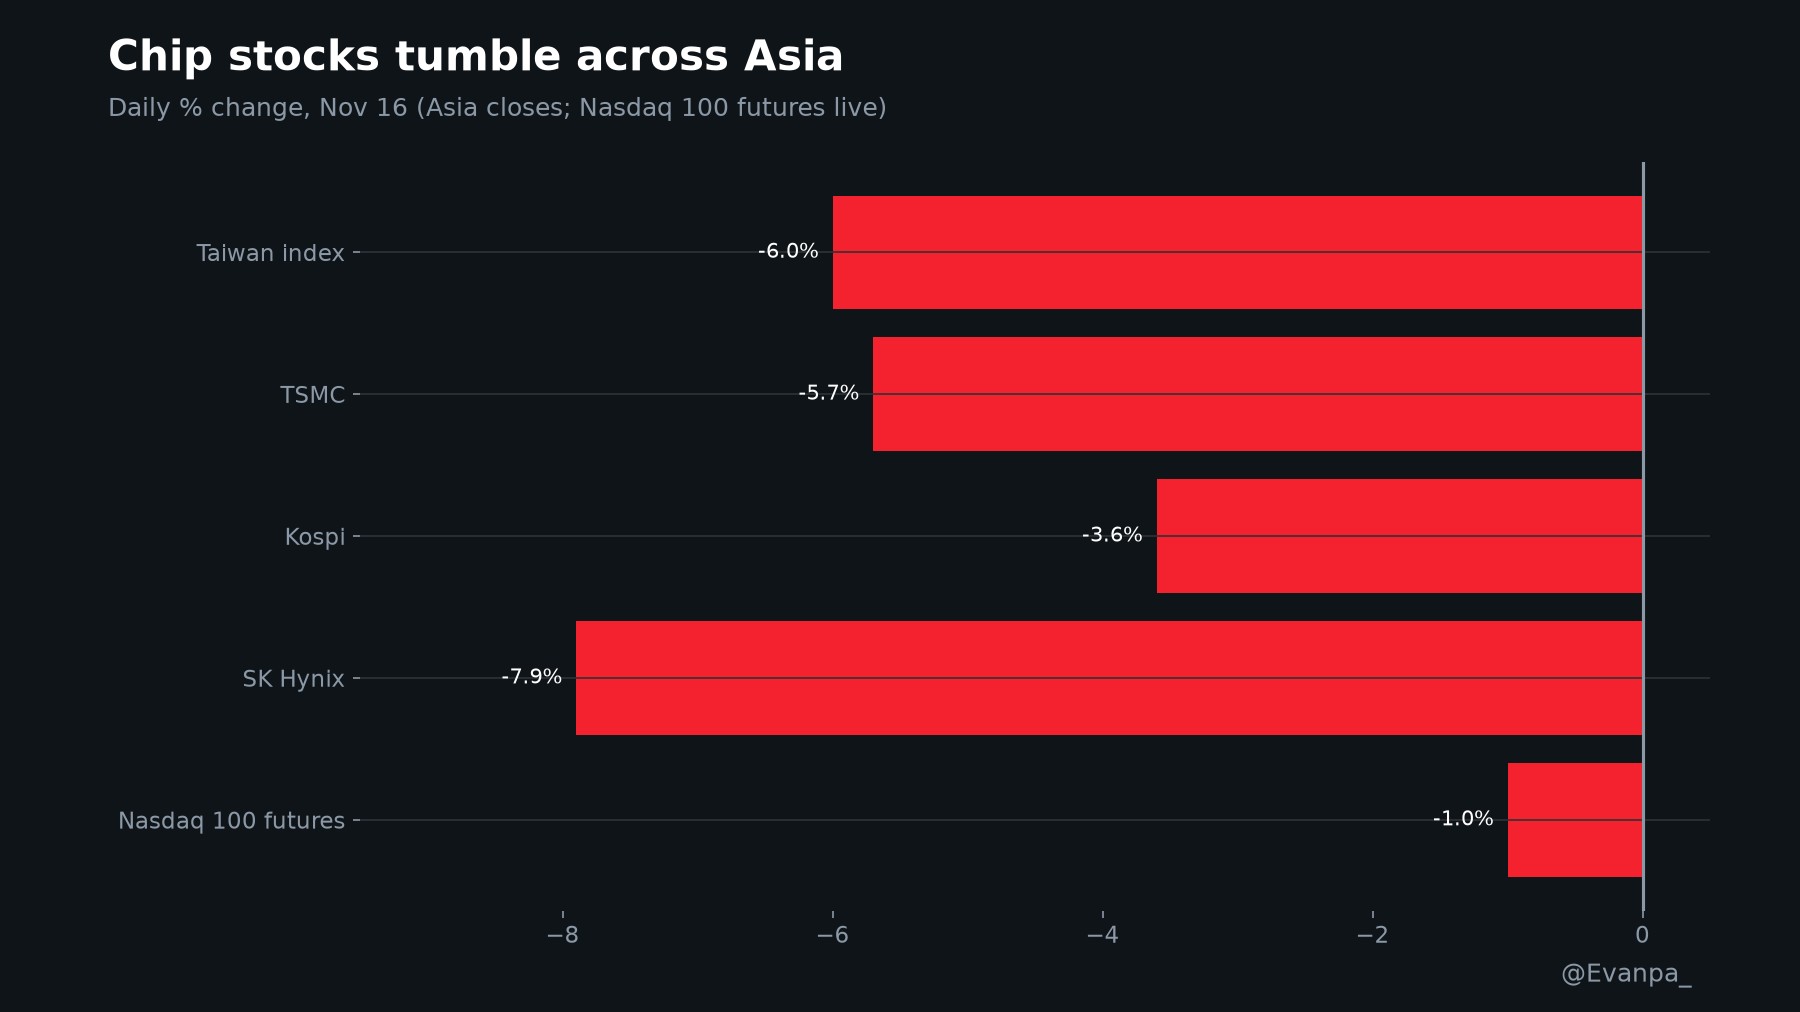 Chip stocks tumble across Asia
Daily % change, Nov 16 (Asia closes; Nasdaq 100 futures live)
Taiwan index
-6.0%
TSMC
-5.7%
Kospi
-3.6%
SK Hynix
-7.9%
Nasdaq 100 futures
-1.0%
−8 −6 −4 −2 0
@Evanpa_